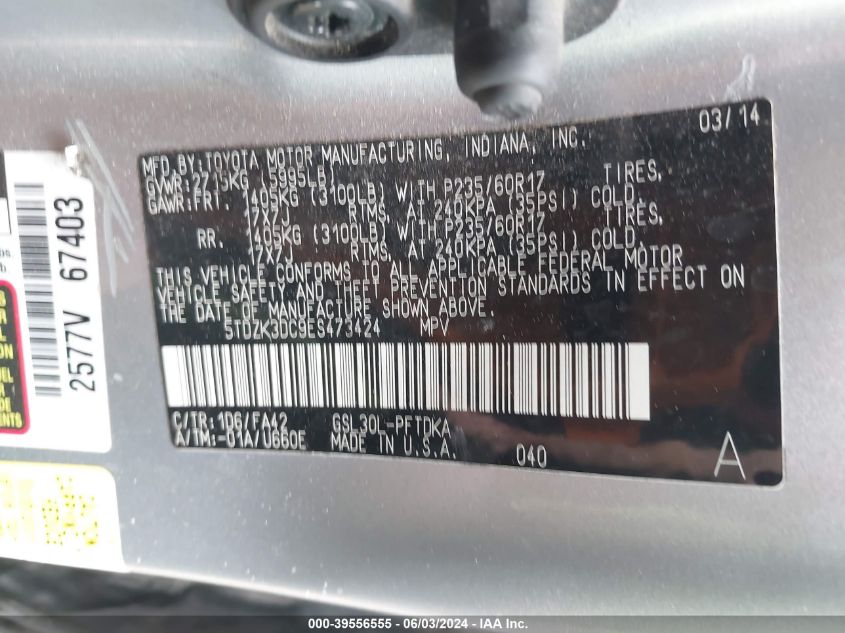 03/14
MFD.BY:TOYOTA MOTOR MANUFACTURING, INDIANA, INC.
GVWR:2715KG (5995LB)
GAWR:FRT. 1405KG (3100LB) WITH P235/60R17 TIRES,
17X7J RIMS, AT 240KPA (35PSI) COLD.
RR. 1405KG (3100LB) WITH P235/60R17 TIRES,
17X7J RIMS, AT 240KPA (35PSI) COLD.
THIS VEHICLE CONFORMS TO ALL APPLICABLE FEDERAL MOTOR
VEHICLE SAFETY AND THEFT PREVENTION STANDARDS IN EFFECT ON
THE DATE OF MANUFACTURE SHOWN ABOVE.
5TDZK3DC9ES473424 MPV
C/TR:1D6/FA42 GSL30L-PFTDKA
A/TM:-01A/U660E MADE IN U.S.A. 040
A
2577V 67403
000-39556555 - 06/03/2024 - IAAI.com